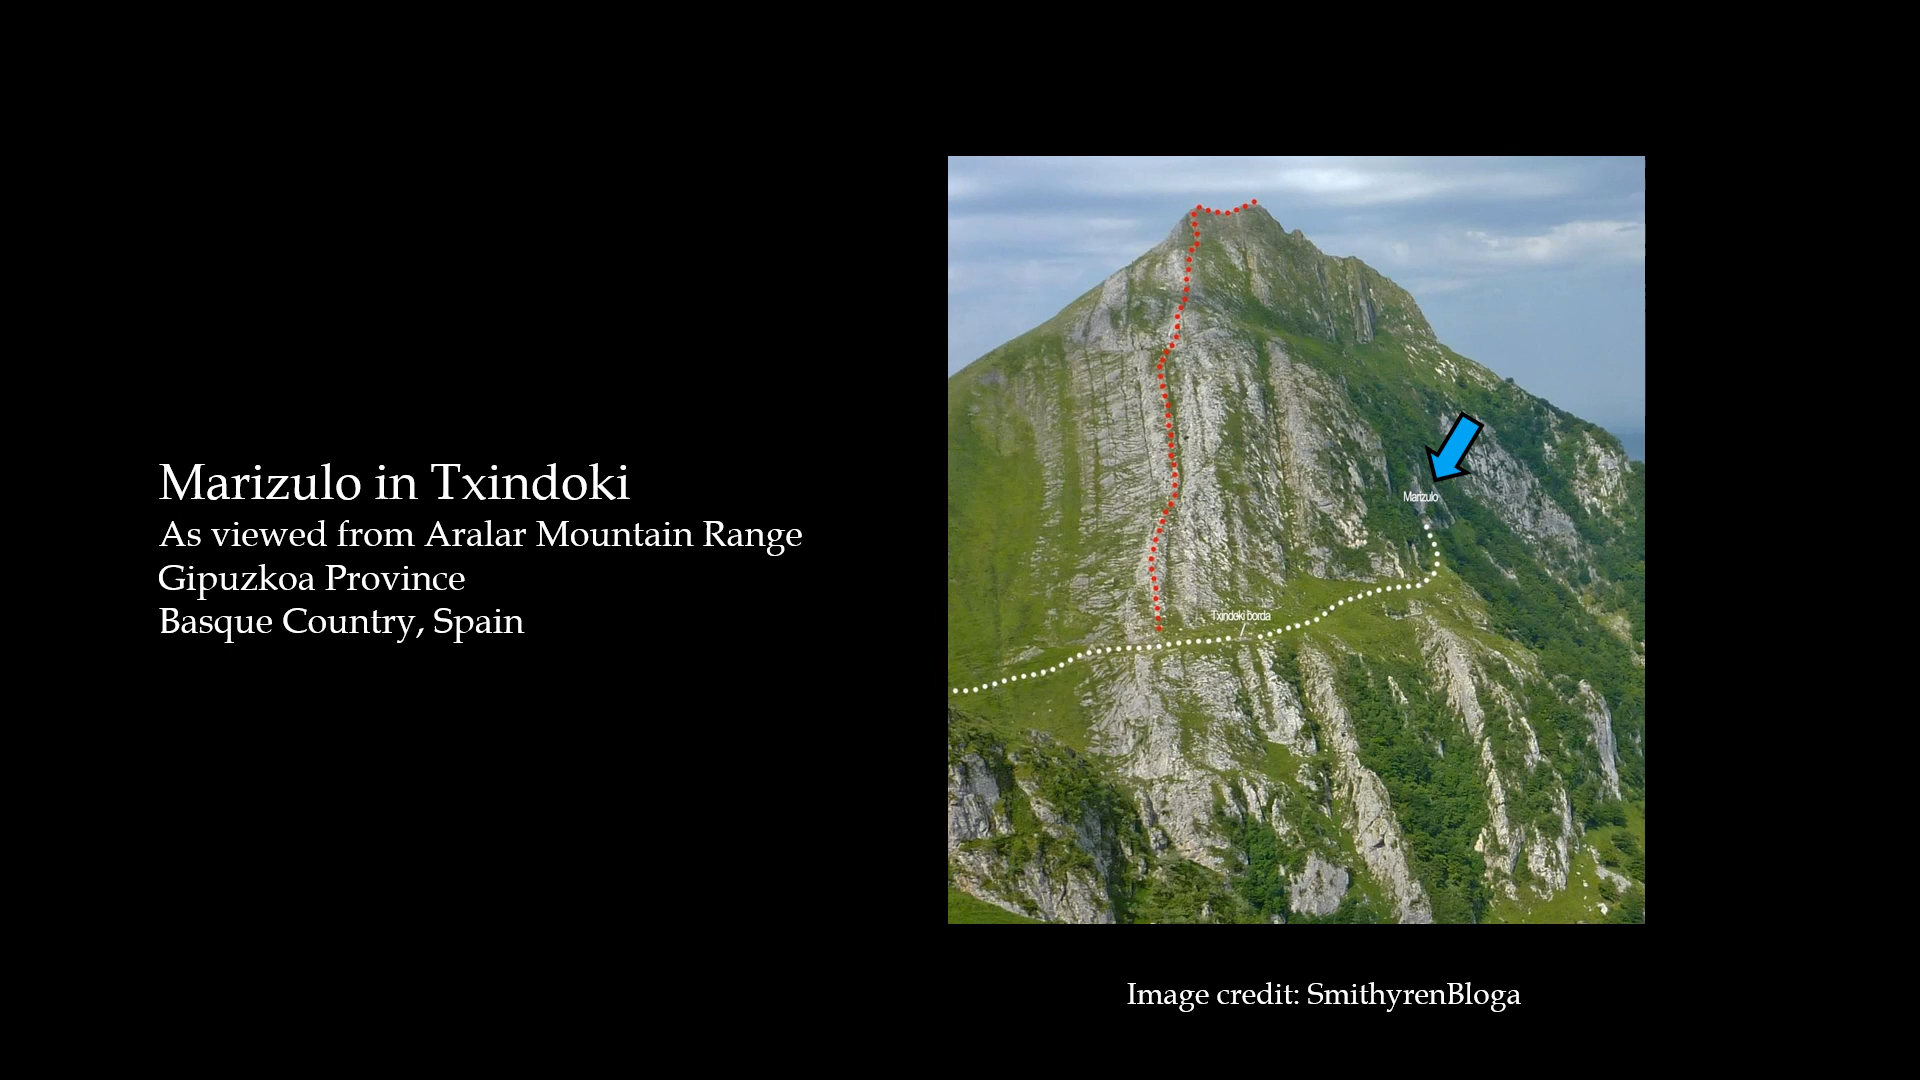 Marizulo in Txindoki
As viewed from Aralar Mountain Range
Gipuzkoa Province
Basque Country, Spain
Marizulo
Txindoki borda
Image credit: SmithyrenBloga